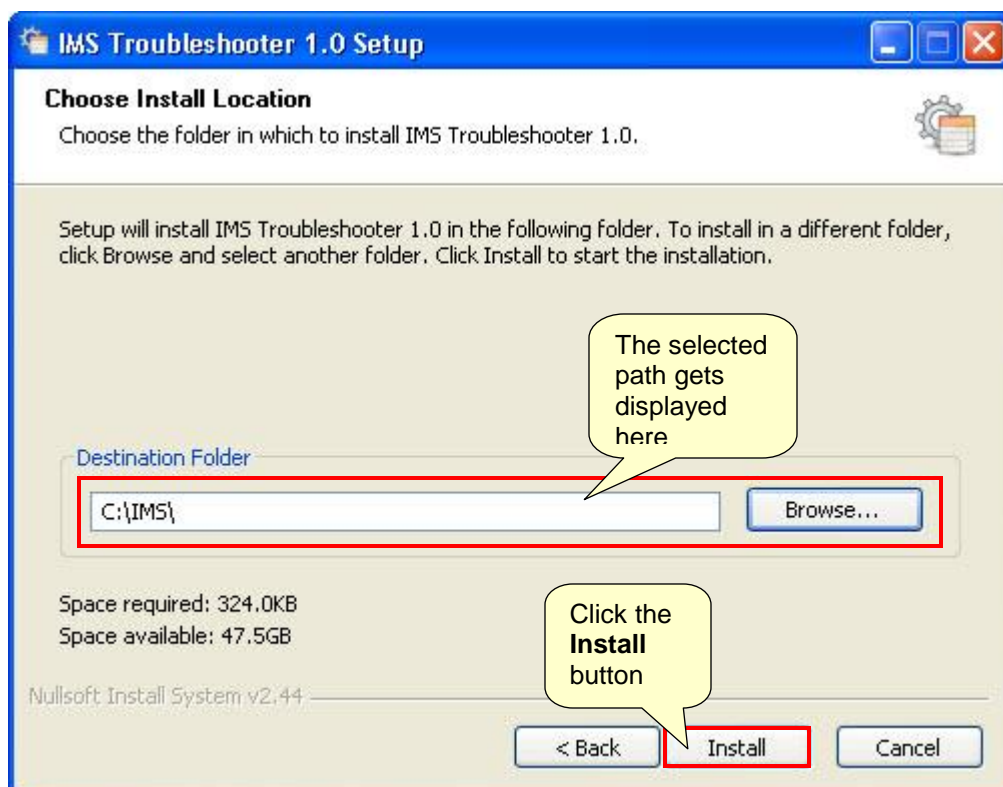 IMS Troubleshooter 1.0 Setup
Choose Install Location
Choose the folder in which to install IMS Troubleshooter 1.0.
Setup will install IMS Troubleshooter 1.0 in the following folder. To install in a different folder,
click Browse and select another folder. Click Install to start the installation.
The selected
path gets
displayed
here
Destination Folder
C:\IMS\
Browse...
Space required: 324.0KB
Space available: 47.5GB
Click the
Install
button
Nullsoft Install System v2.44
< Back
Install
Cancel